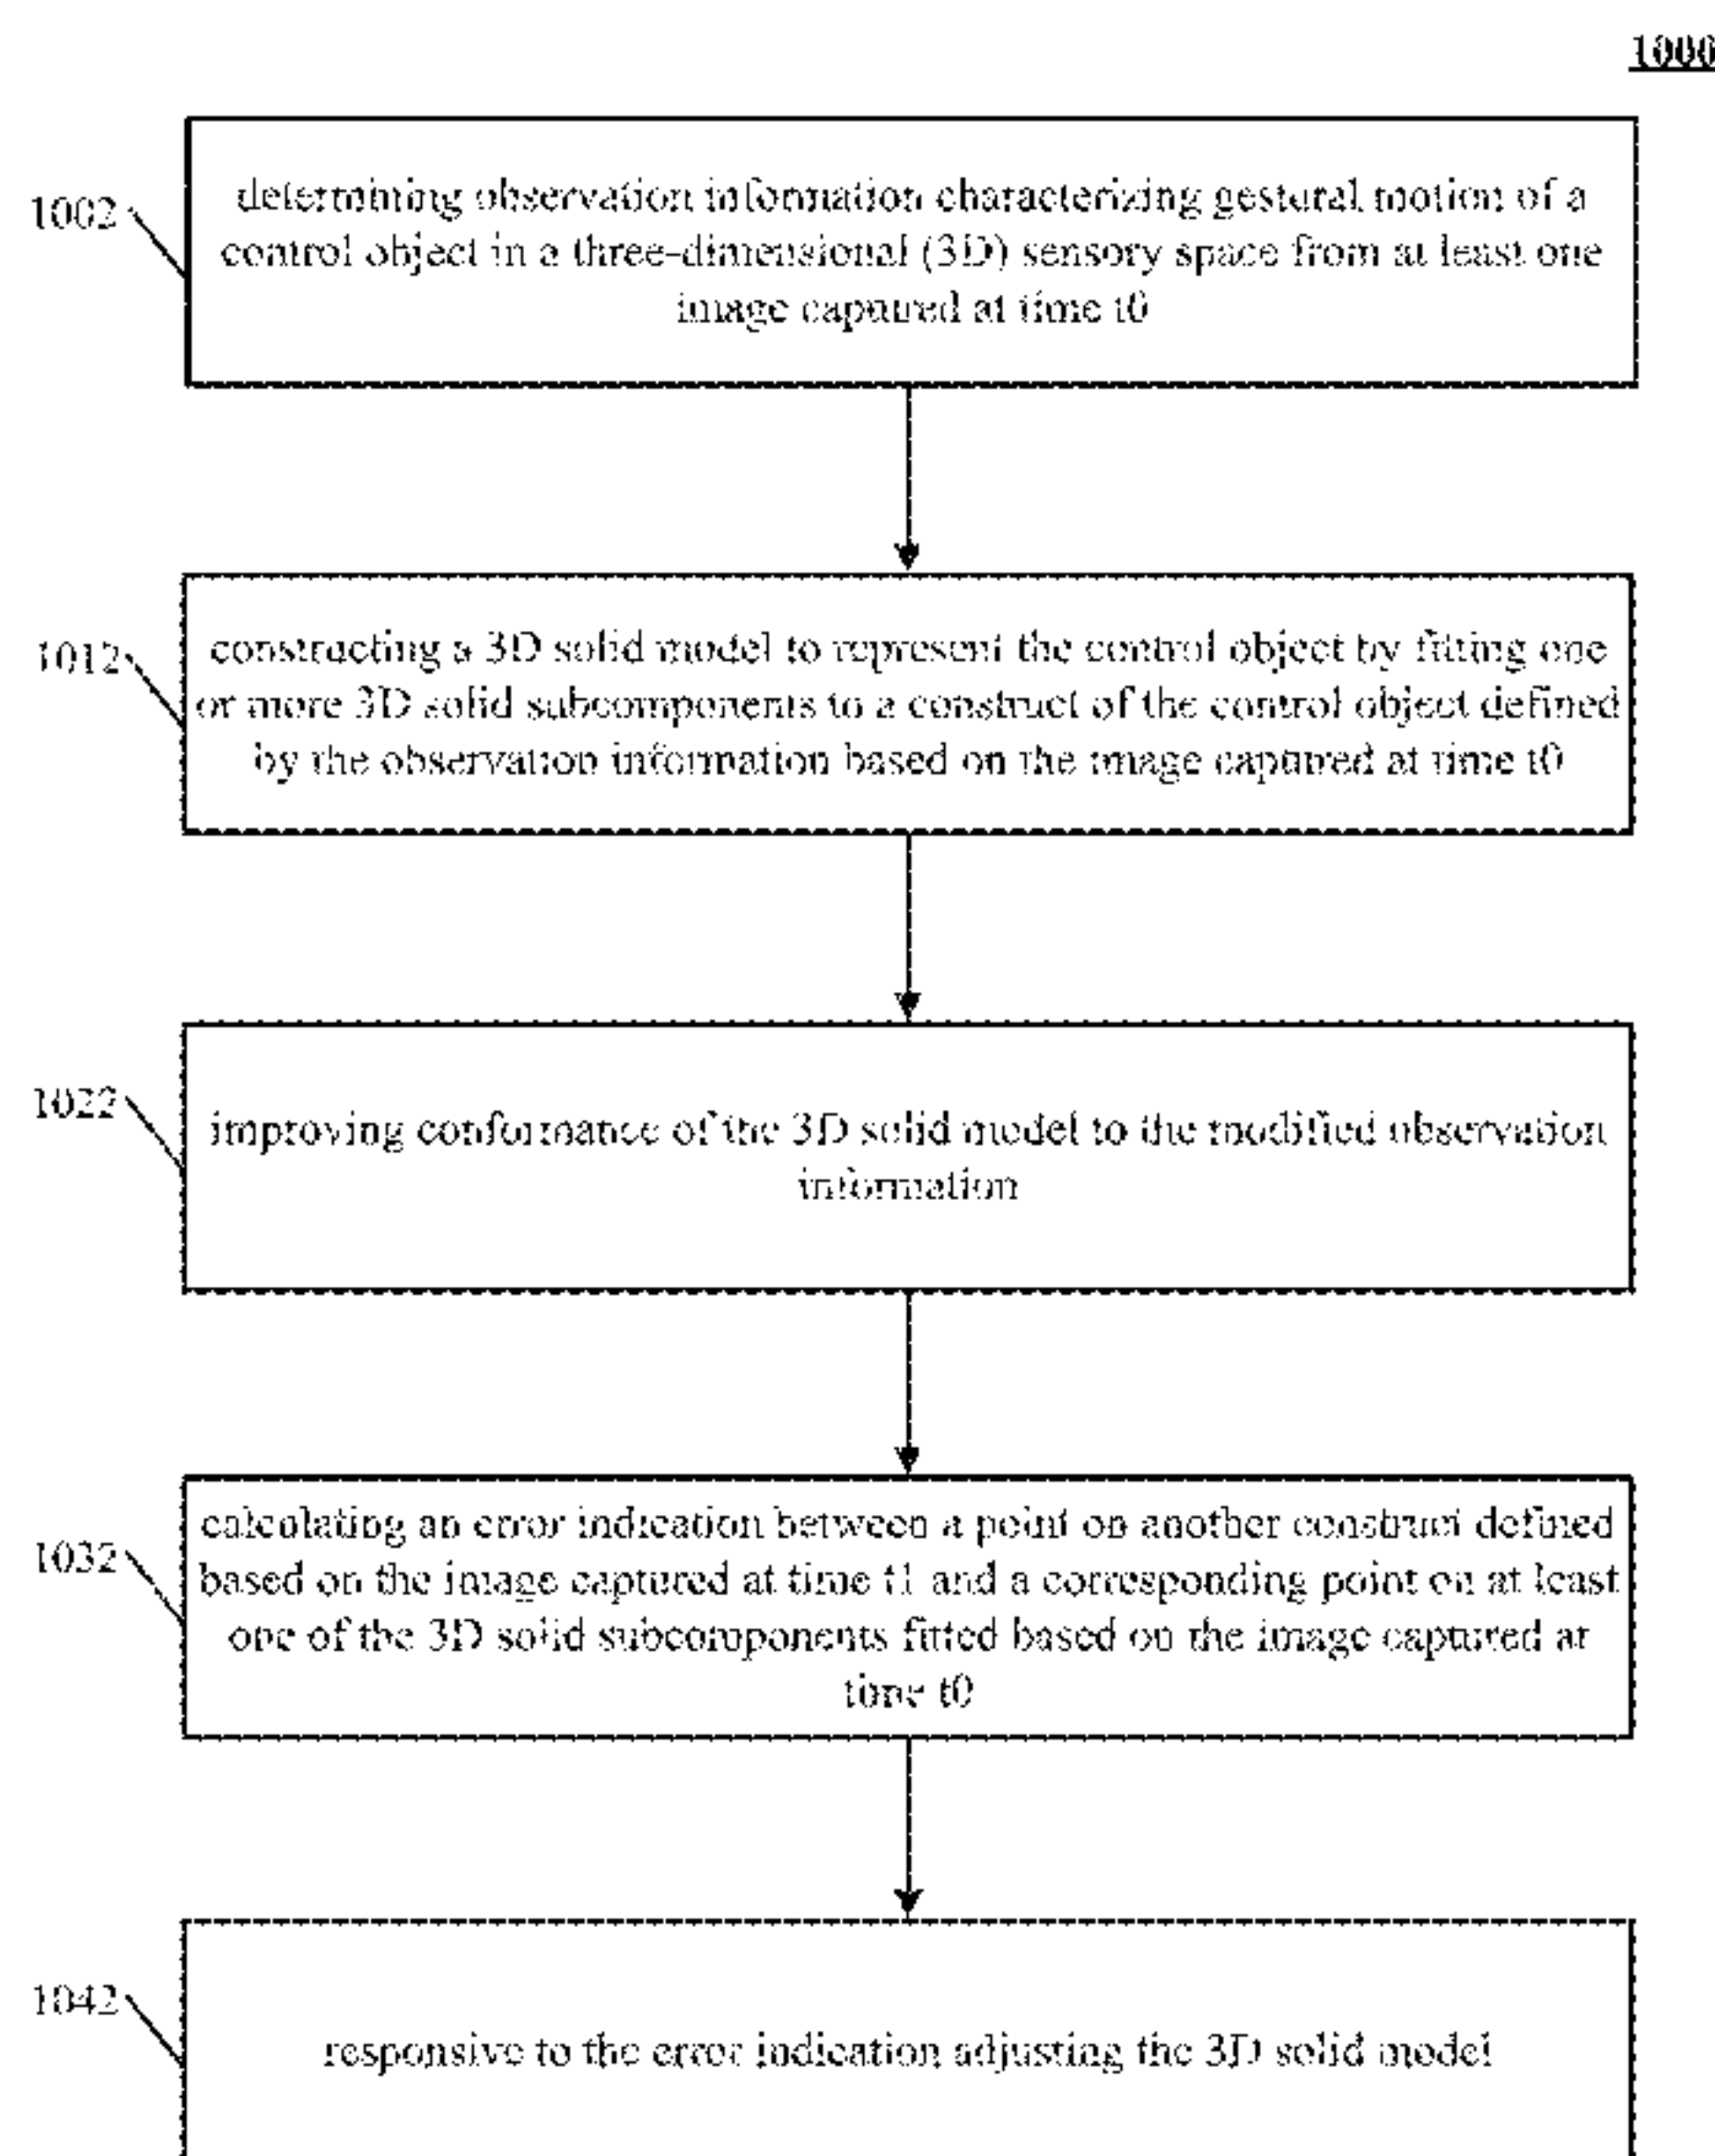 1000
1002
determining observation information characterizing gestural motion of a
control object in a three-dimensional (3D) sensory space from at least one
image captured at time t0
1012
constructing a 3D solid model to represent the control object by fitting one
or more 3D solid subcomponents to a construct of the control object defined
by the observation information based on the image captured at time t0
1022
improving conformance of the 3D solid model to the modified observation
information
1032
calculating an error indication between a point on another construct defined
based on the image captured at time t1 and a corresponding point on at least
one of the 3D solid subcomponents fitted based on the image captured at
time t0
1042
responsive to the error indication adjusting the 3D solid model